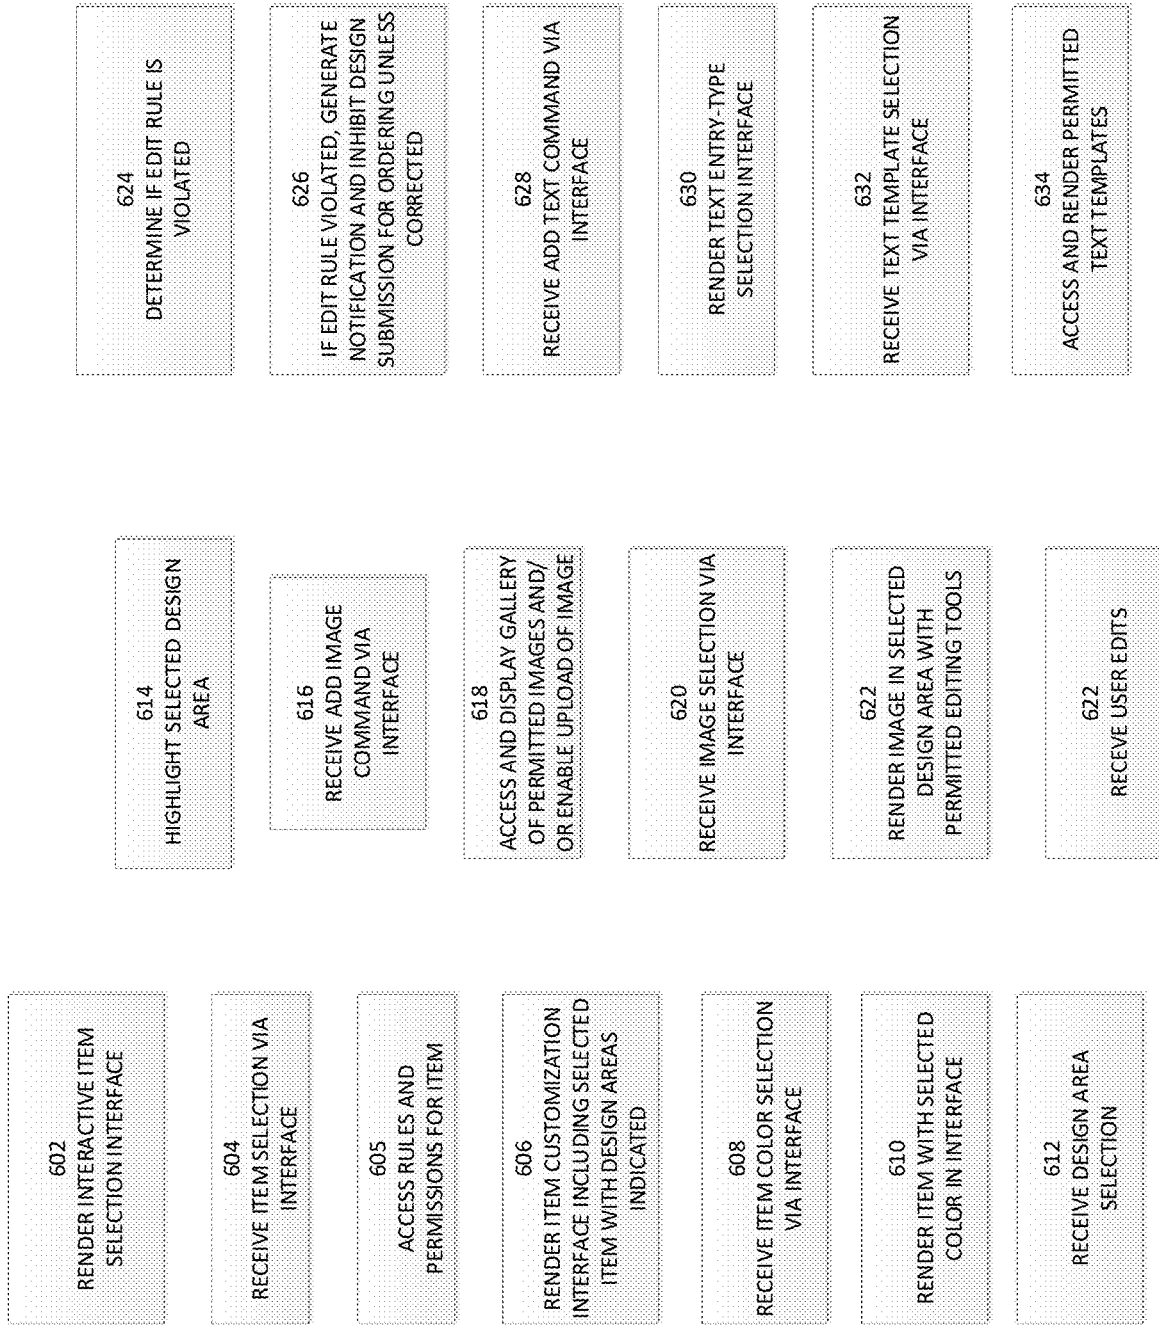 602
RENDER INTERACTIVE ITEM
SELECTION INTERFACE
604
RECEIVE ITEM SELECTION VIA
INTERFACE
605
ACCESS RULES AND
PERMISSIONS FOR ITEM
606
RENDER ITEM CUSTOMIZATION
INTERFACE INCLUDING SELECTED
ITEM WITH DESIGN AREAS
INDICATED
608
RECEIVE ITEM COLOR SELECTION
VIA INTERFACE
610
RENDER ITEM WITH SELECTED
COLOR IN INTERFACE
612
RECEIVE DESIGN AREA
SELECTION
614
HIGHLIGHT SELECTED DESIGN
AREA
616
RECEIVE ADD IMAGE
COMMAND VIA
INTERFACE
618
ACCESS AND DISPLAY GALLERY
OF PERMITTED IMAGES AND/
OR ENABLE UPLOAD OF IMAGE
620
RECEIVE IMAGE SELECTION VIA
INTERFACE
622
RENDER IMAGE IN SELECTED
DESIGN AREA WITH
PERMITTED EDITING TOOLS
622
RECEVE USER EDITS
624
DETERMINE IF EDIT RULE IS
VIOLATED
626
IF EDIT RULE VIOLATED, GENERATE
NOTIFICATION AND INHIBIT DESIGN
SUBMISSION FOR ORDERING UNLESS
CORRECTED
628
RECEIVE ADD TEXT COMMAND VIA
INTERFACE
630
RENDER TEXT ENTRY-TYPE
SELECTION INTERFACE
632
RECEIVE TEXT TEMPLATE SELECTION
VIA INTERFACE
634
ACCESS AND RENDER PERMITTED
TEXT TEMPLATES